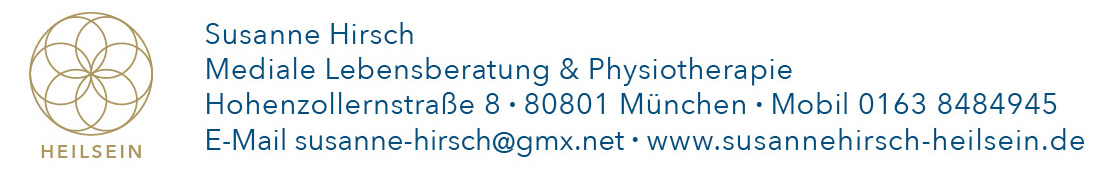 HEILSEIN
Susanne Hirsch
Mediale Lebensberatung & Physiotherapie
Hohenzollernstraße 8 • 80801 München • Mobil 0163 8484945
E-Mail susanne-hirsch@gmx.net • www.susannehirsch-heilsein.de